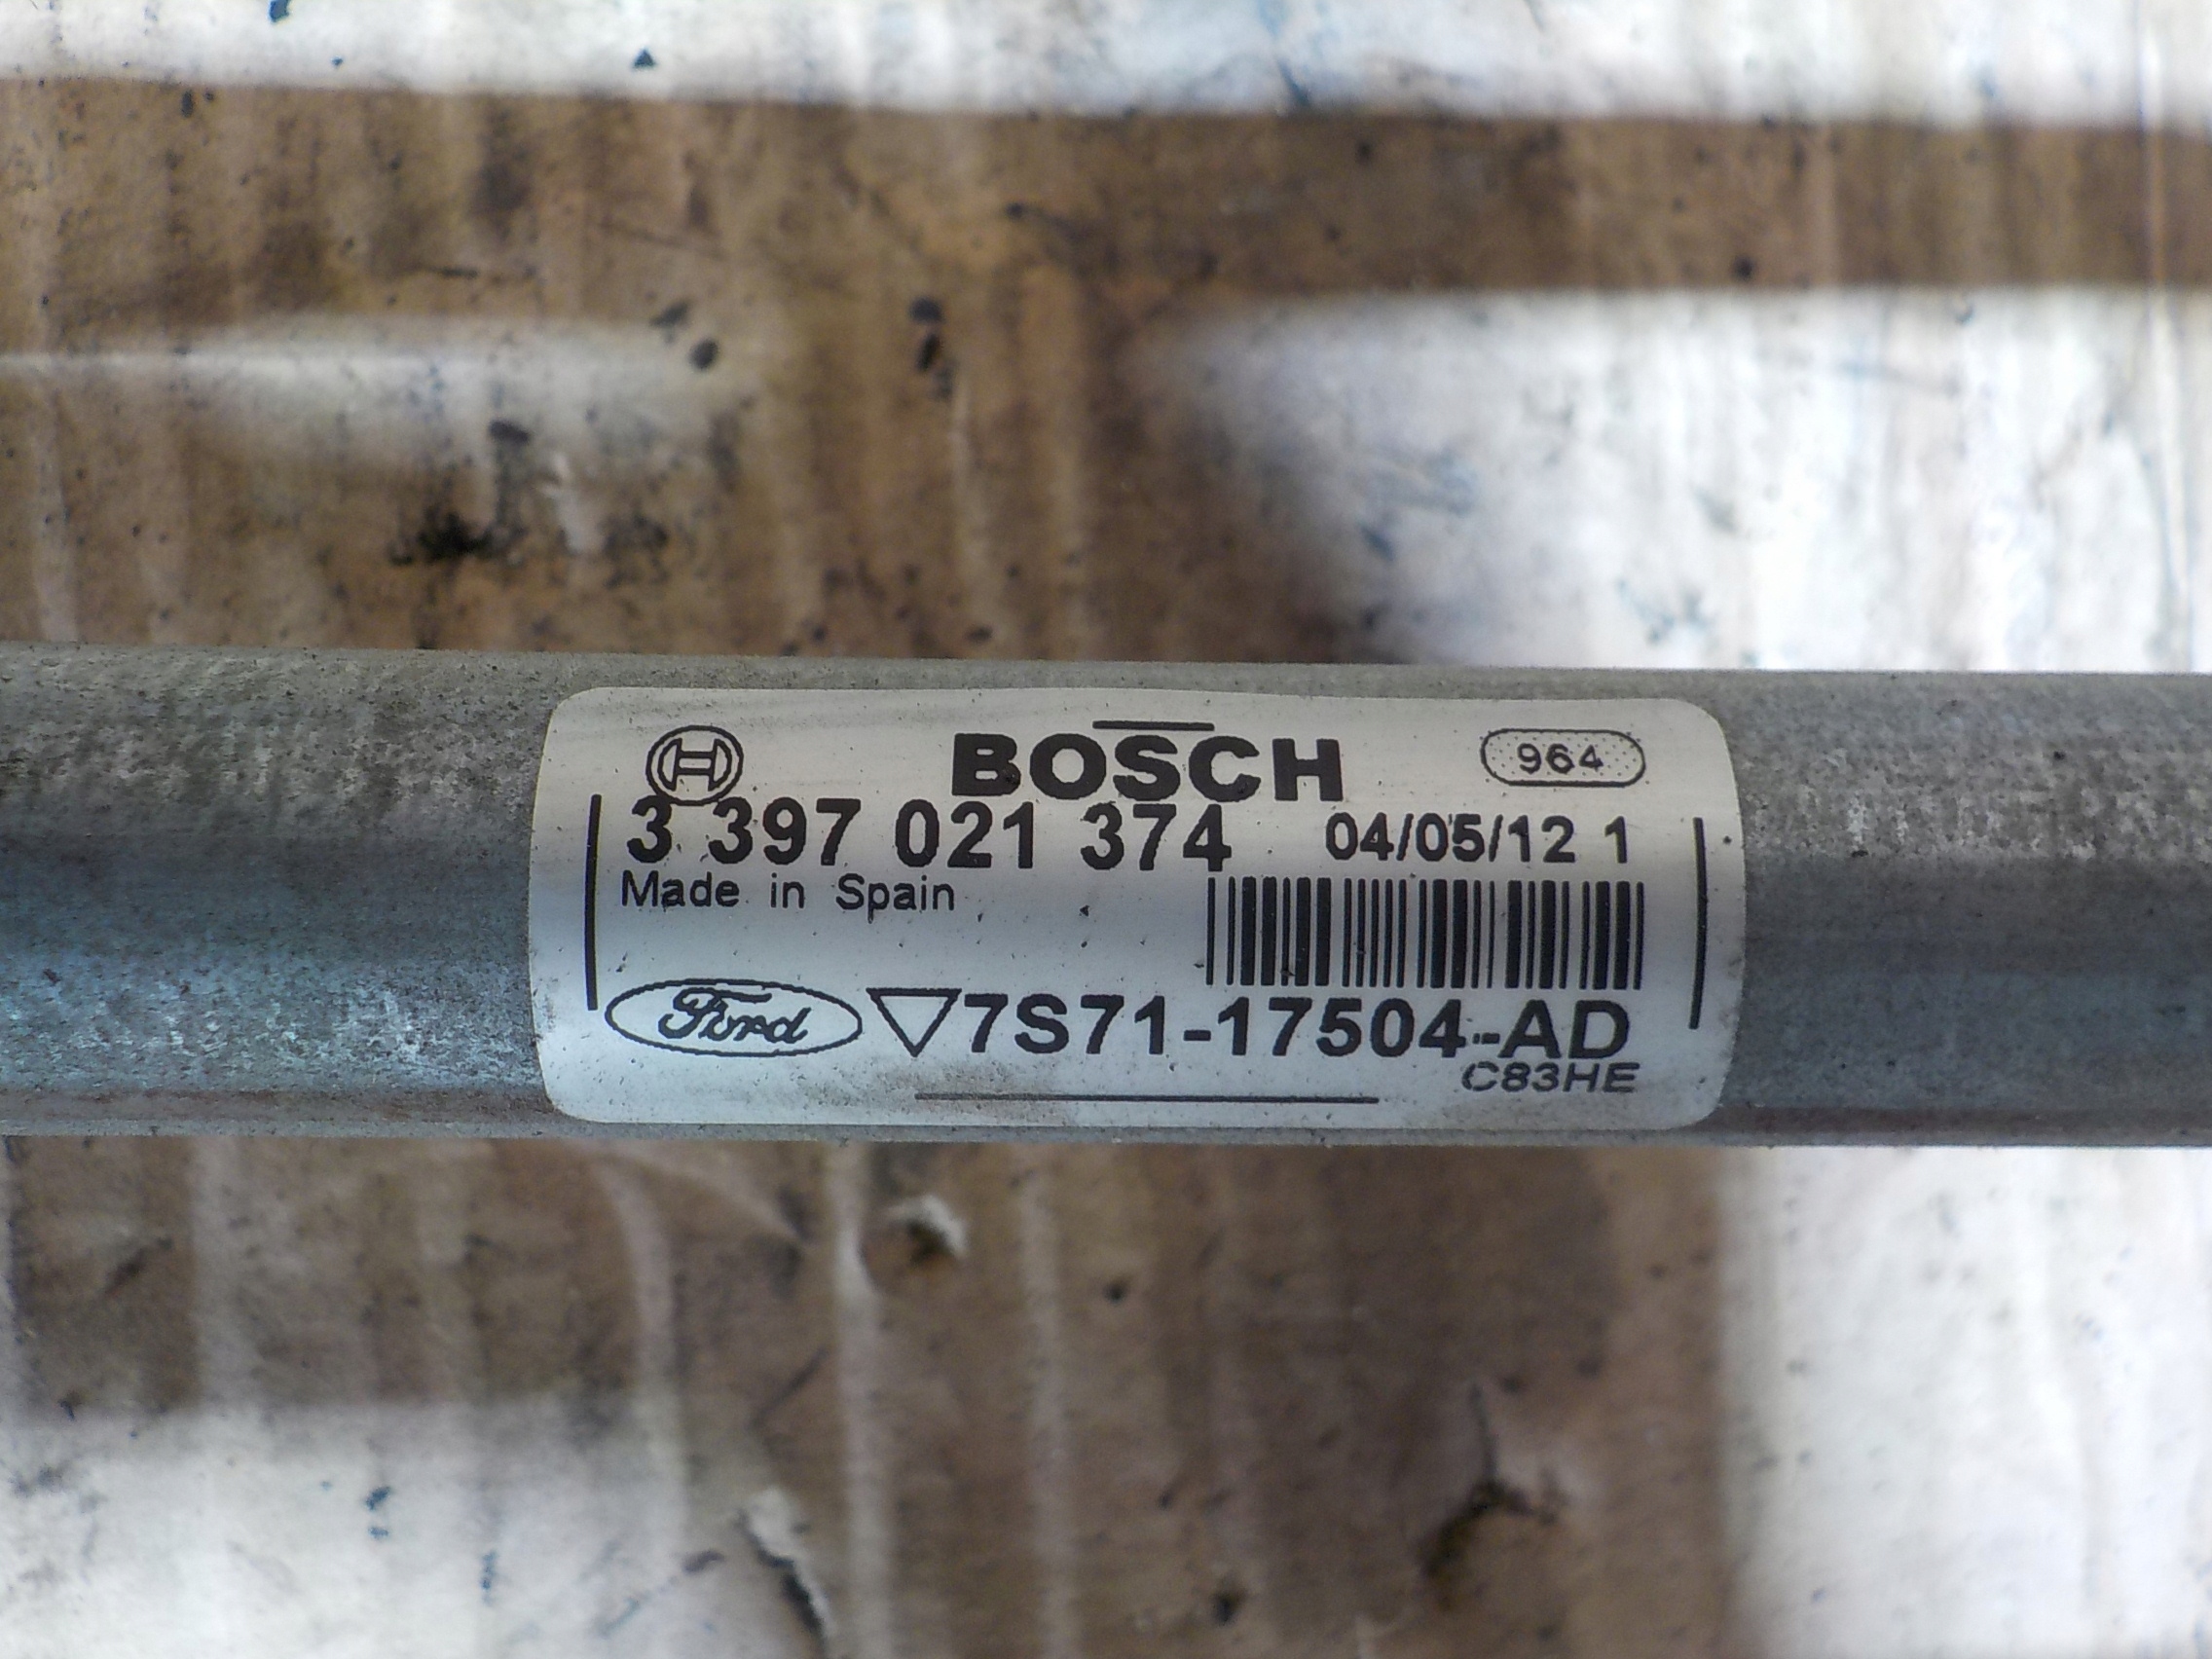 BOSCH 964
3 397 021 374 04/05/12 1
Made in Spain
Ford 7S71-17504-AD
C83HE